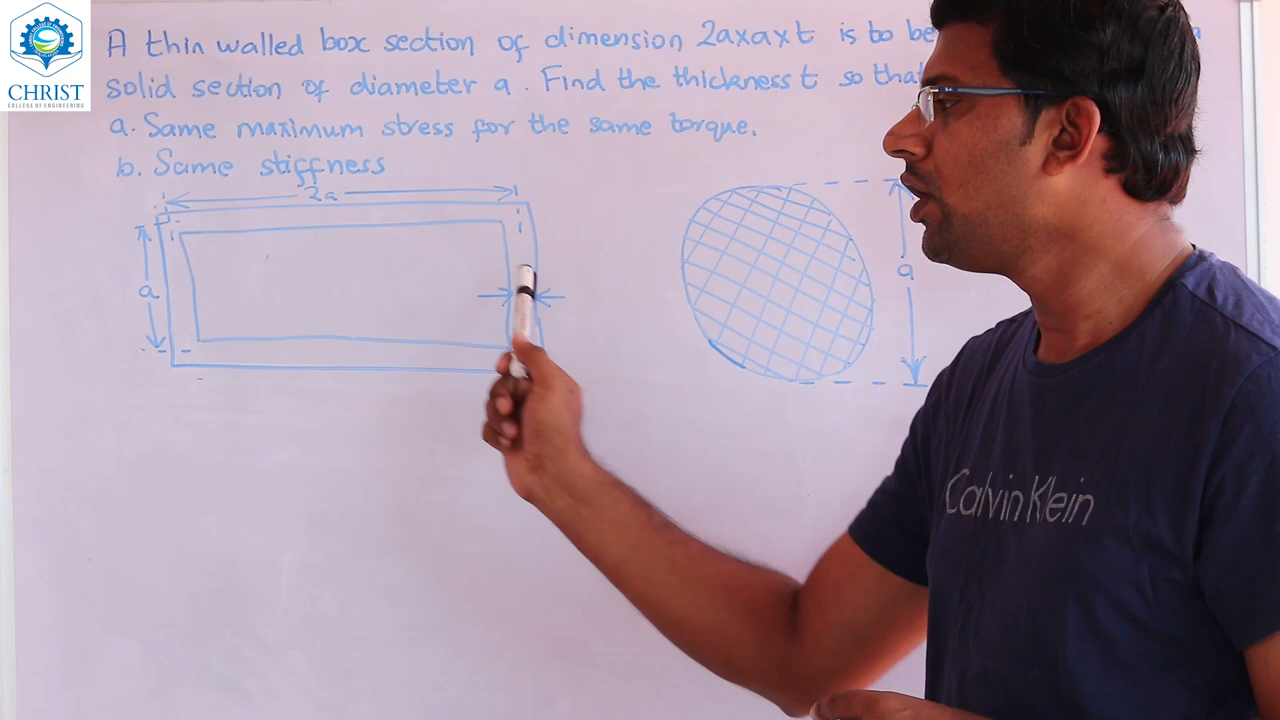 CHRIST
COLLEGE OF ENGINEERING
A thin walled box section of dimension 2axaxt is to be
solid section of diameter a. Find the thickness t so that
a. Same maximum stress for the same torque.
b. Same stiffness
2a
a
a
Calvin Klein